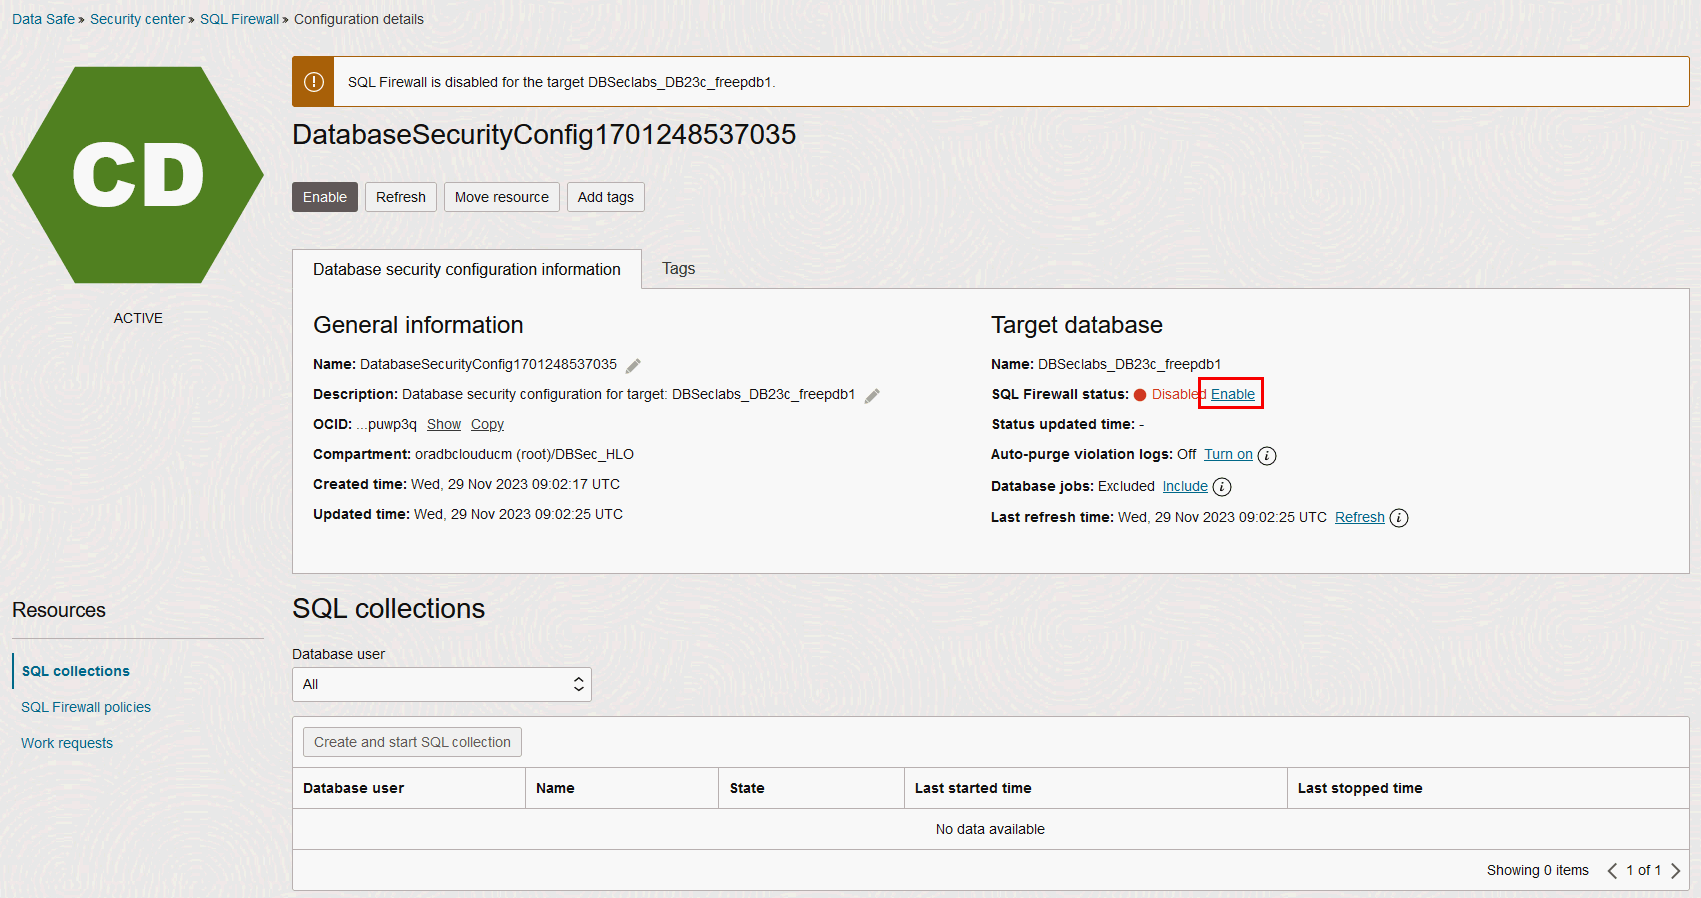 Data Safe » Security center » SQL Firewall » Configuration details
SQL Firewall is disabled for the target DBSeclabs_DB23c_freepdb1.
CD
ACTIVE
DatabaseSecurityConfig1701248537035
Enable Refresh Move resource Add tags
Database security configuration information Tags
General information
Name: DatabaseSecurityConfig1701248537035
Description: Database security configuration for target: DBSeclabs_DB23c_freepdb1
OCID: ...puwp3q Show Copy
Compartment: oradbclouducm (root)/DBSec_HLO
Created time: Wed, 29 Nov 2023 09:02:17 UTC
Updated time: Wed, 29 Nov 2023 09:02:25 UTC
Target database
Name: DBSeclabs_DB23c_freepdb1
SQL Firewall status: Disabled Enable
Status updated time: -
Auto-purge violation logs: Off Turn on i
Database jobs: Excluded Include i
Last refresh time: Wed, 29 Nov 2023 09:02:25 UTC Refresh i
Resources
SQL collections
SQL Firewall policies
Work requests
SQL collections
Database user
All
Create and start SQL collection
Database user Name State Last started time Last stopped time
No data available
Showing 0 items < 1 of 1 >